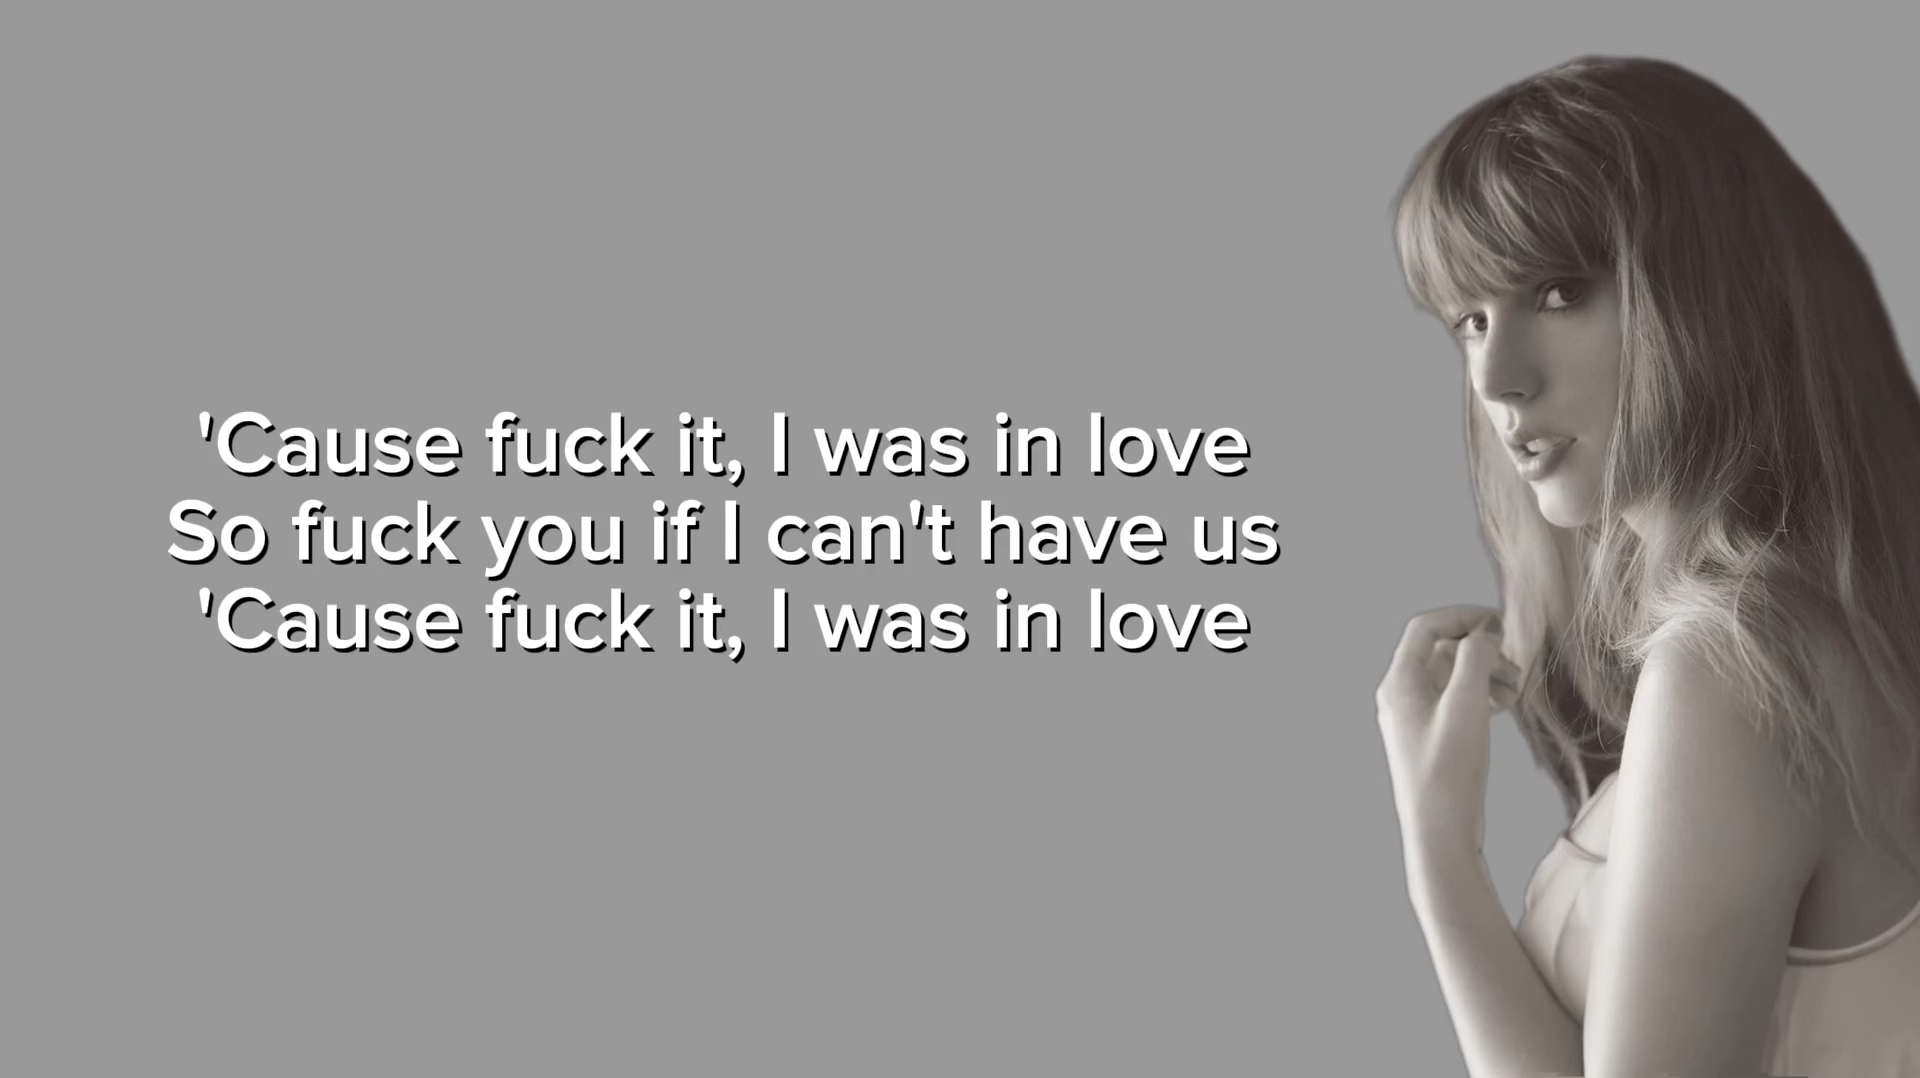 'Cause fuck it, I was in love
So fuck you if I can't have us
'Cause fuck it, I was in love